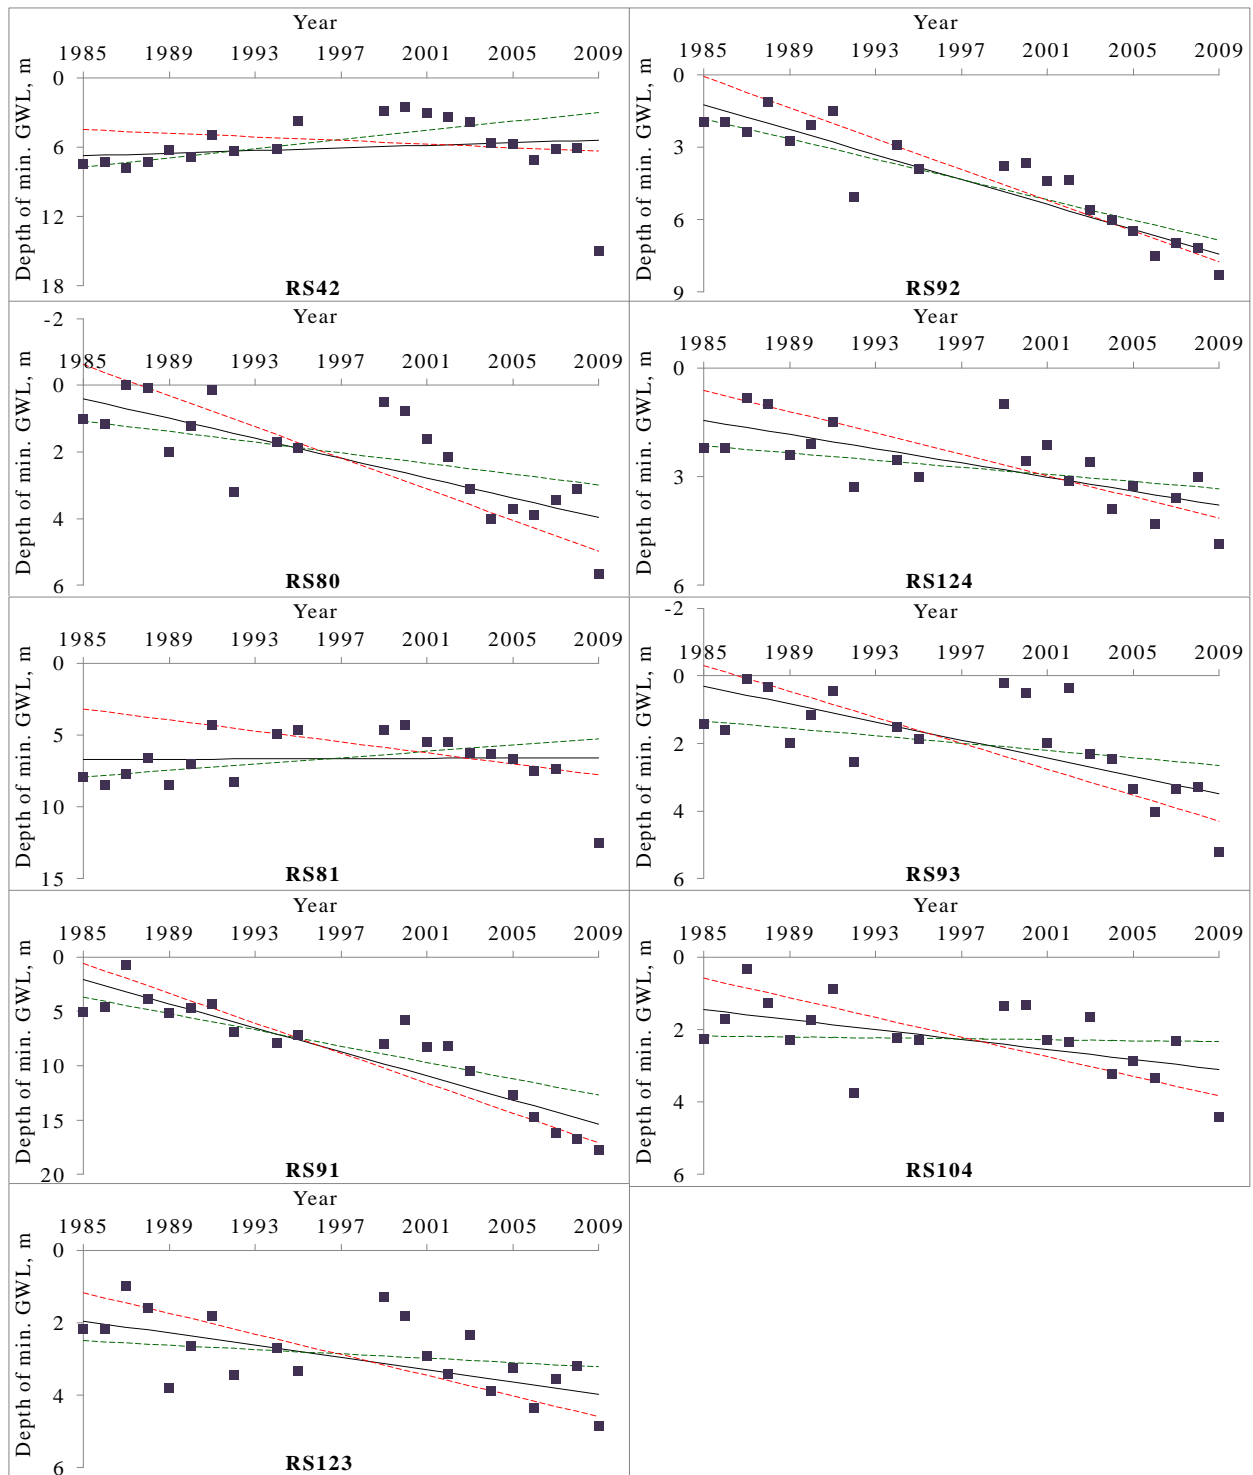 Year
1985 1989 1993 1997 2001 2005 2009
0
6
12
18
Depth of min. GWL, m
RS42
Year
1985 1989 1993 1997 2001 2005 2009
0
3
6
9
Depth of min. GWL, m
RS92
Year
-2
1985 1989 1993 1997 2001 2005 2009
0
2
4
6
Depth of min. GWL, m
RS80
Year
1985 1989 1993 1997 2001 2005 2009
0
3
6
Depth of min. GWL, m
RS124
Year
1985 1989 1993 1997 2001 2005 2009
0
5
10
15
Depth of min. GWL, m
RS81
Year
-2
1985 1989 1993 1997 2001 2005 2009
0
2
4
6
Depth of min. GWL, m
RS93
Year
1985 1989 1993 1997 2001 2005 2009
0
5
10
15
20
Depth of min. GWL, m
RS91
Year
1985 1989 1993 1997 2001 2005 2009
0
2
4
6
Depth of min. GWL, m
RS104
Year
1985 1989 1993 1997 2001 2005 2009
0
2
4
6
Depth of min. GWL, m
RS123